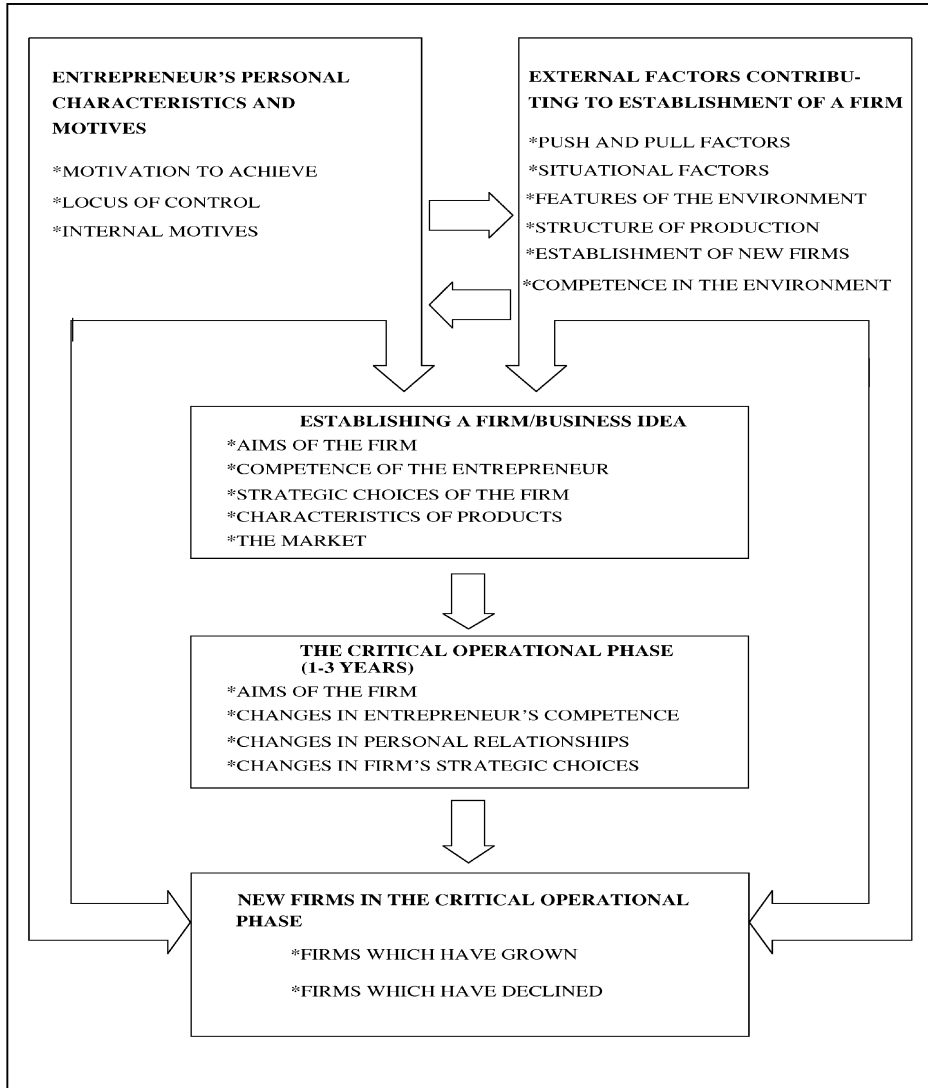 ENTREPRENEUR'S PERSONAL
CHARACTERISTICS AND
MOTIVES
*MOTIVATION TO ACHIEVE
*LOCUS OF CONTROL
*INTERNAL MOTIVES
EXTERNAL FACTORS CONTRIBU-
TING TO ESTABLISHMENT OF A FIRM
*PUSH AND PULL FACTORS
*SITUATIONAL FACTORS
*FEATURES OF THE ENVIRONMENT
*STRUCTURE OF PRODUCTION
*ESTABLISHMENT OF NEW FIRMS
*COMPETENCE IN THE ENVIRONMENT
ESTABLISHING A FIRM/BUSINESS IDEA
*AIMS OF THE FIRM
*COMPETENCE OF THE ENTREPRENEUR
*STRATEGIC CHOICES OF THE FIRM
*CHARACTERISTICS OF PRODUCTS
*THE MARKET
THE CRITICAL OPERATIONAL PHASE
(1-3 YEARS)
*AIMS OF THE FIRM
*CHANGES IN ENTREPRENEUR'S COMPETENCE
*CHANGES IN PERSONAL RELATIONSHIPS
*CHANGES IN FIRM'S STRATEGIC CHOICES
NEW FIRMS IN THE CRITICAL OPERATIONAL
PHASE
*FIRMS WHICH HAVE GROWN
*FIRMS WHICH HAVE DECLINED